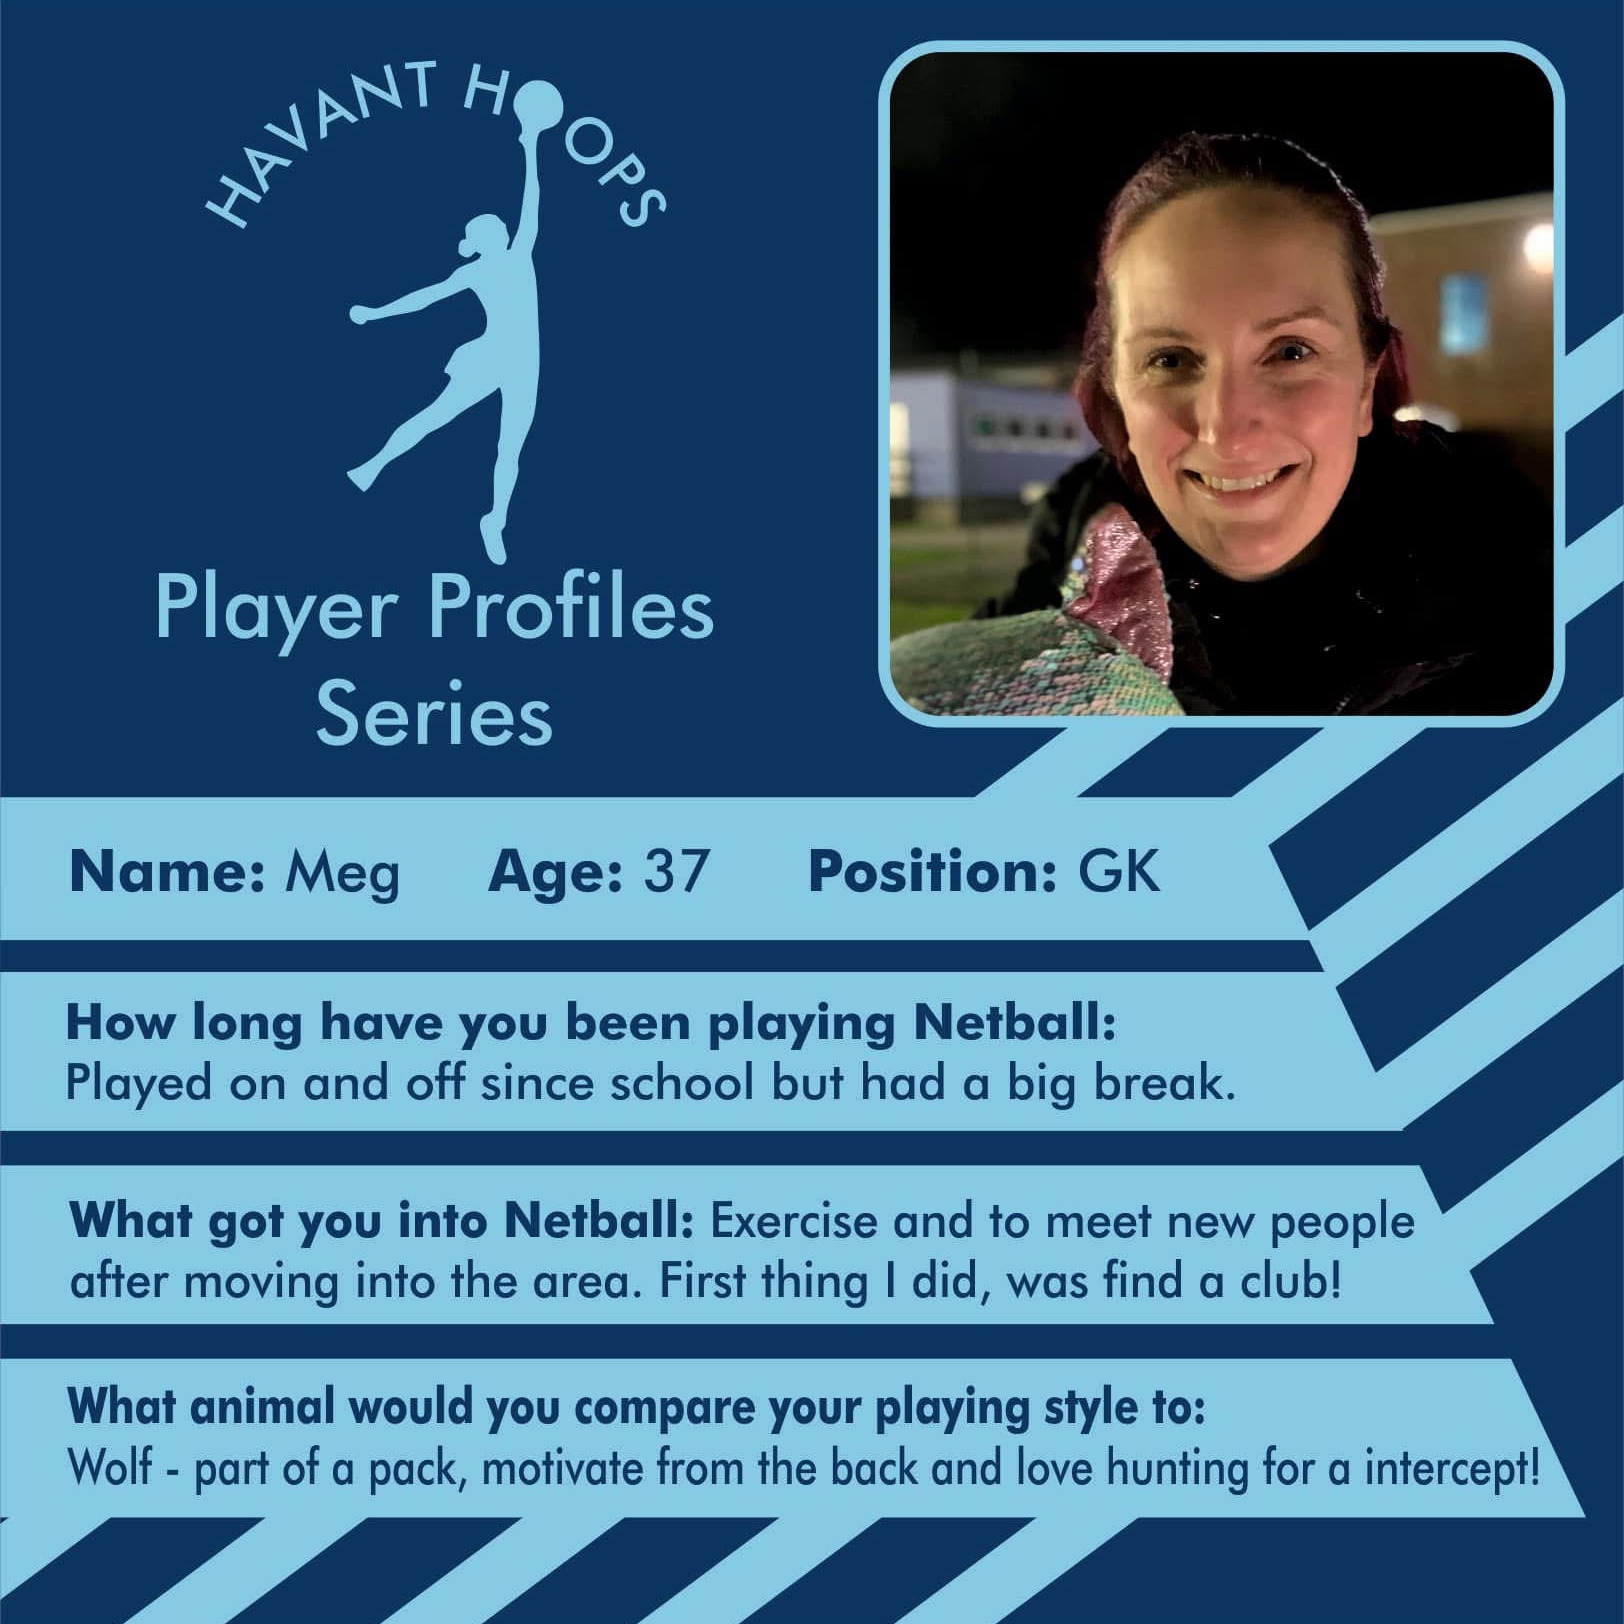 HAVANT HOOPS
Player Profiles
Series
Name: Meg Age: 37 Position: GK
How long have you been playing Netball:
Played on and off since school but had a big break.
What got you into Netball: Exercise and to meet new people
after moving into the area. First thing I did, was find a club!
What animal would you compare your playing style to:
Wolf - part of a pack, motivate from the back and love hunting for a intercept!